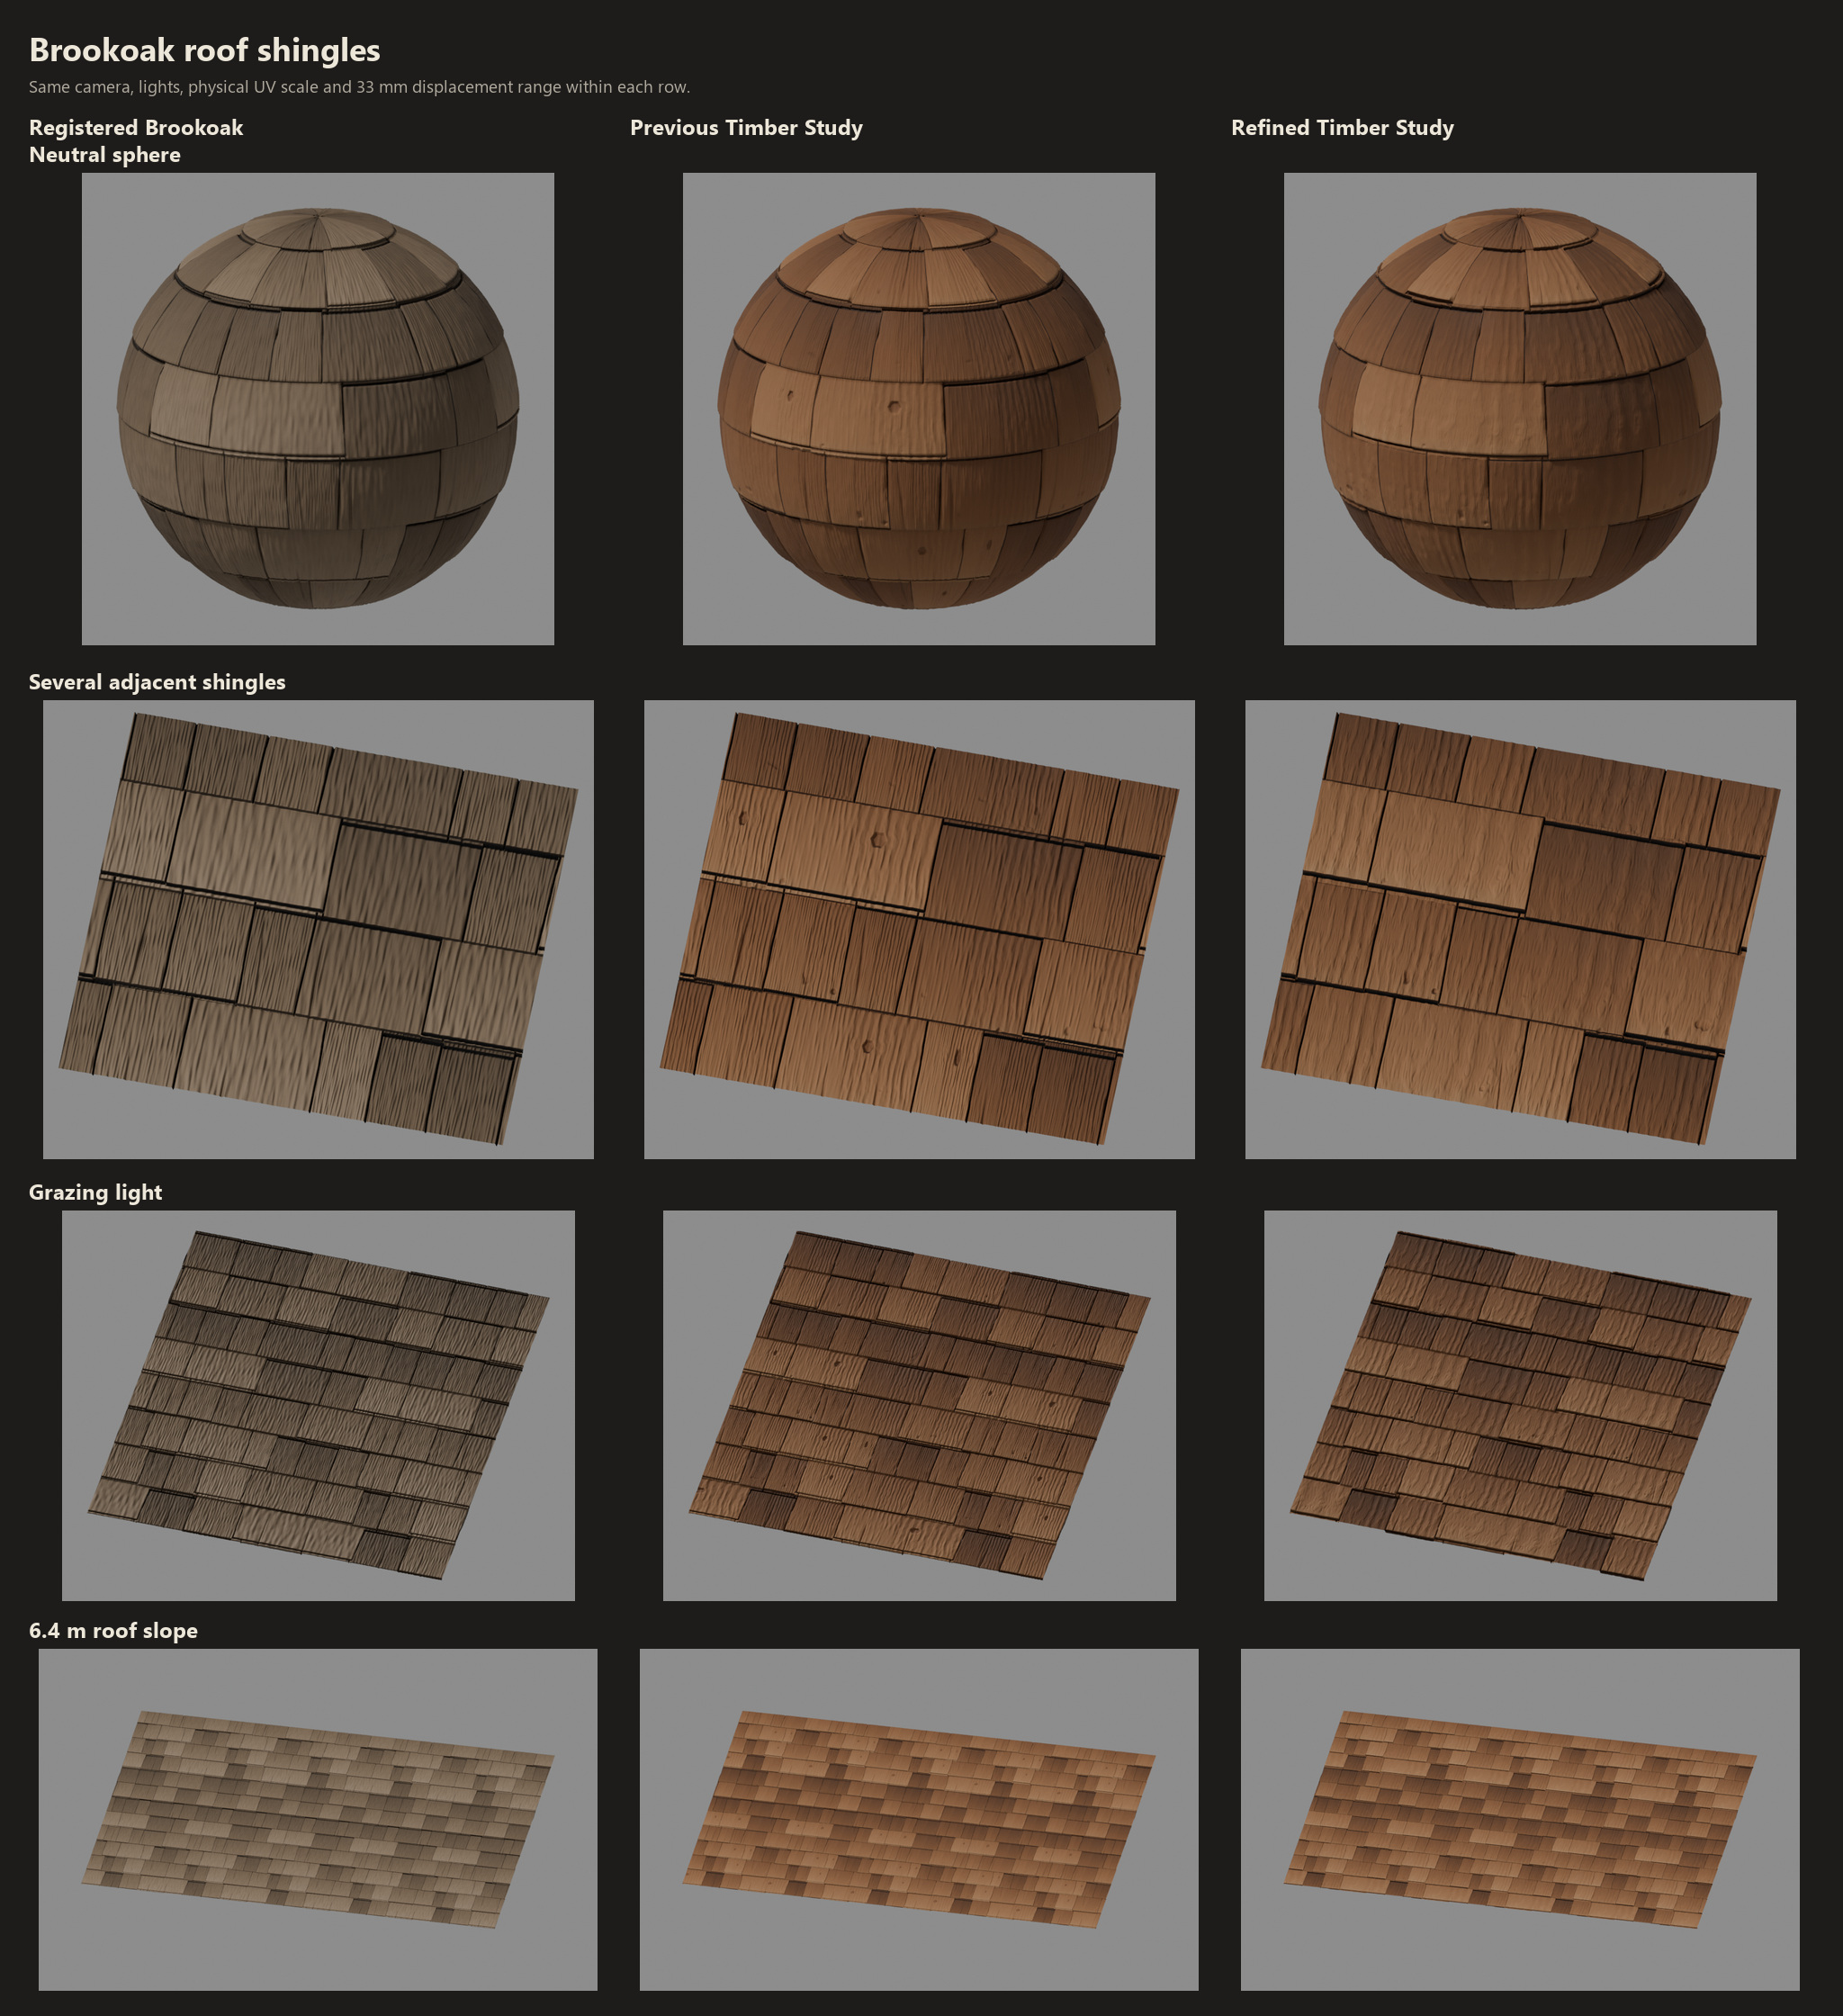 Brookoak roof shingles
Same camera, lights, physical UV scale and 33 mm displacement range within each row.
Registered Brookoak
Previous Timber Study
Refined Timber Study
Neutral sphere
Several adjacent shingles
Grazing light
6.4 m roof slope